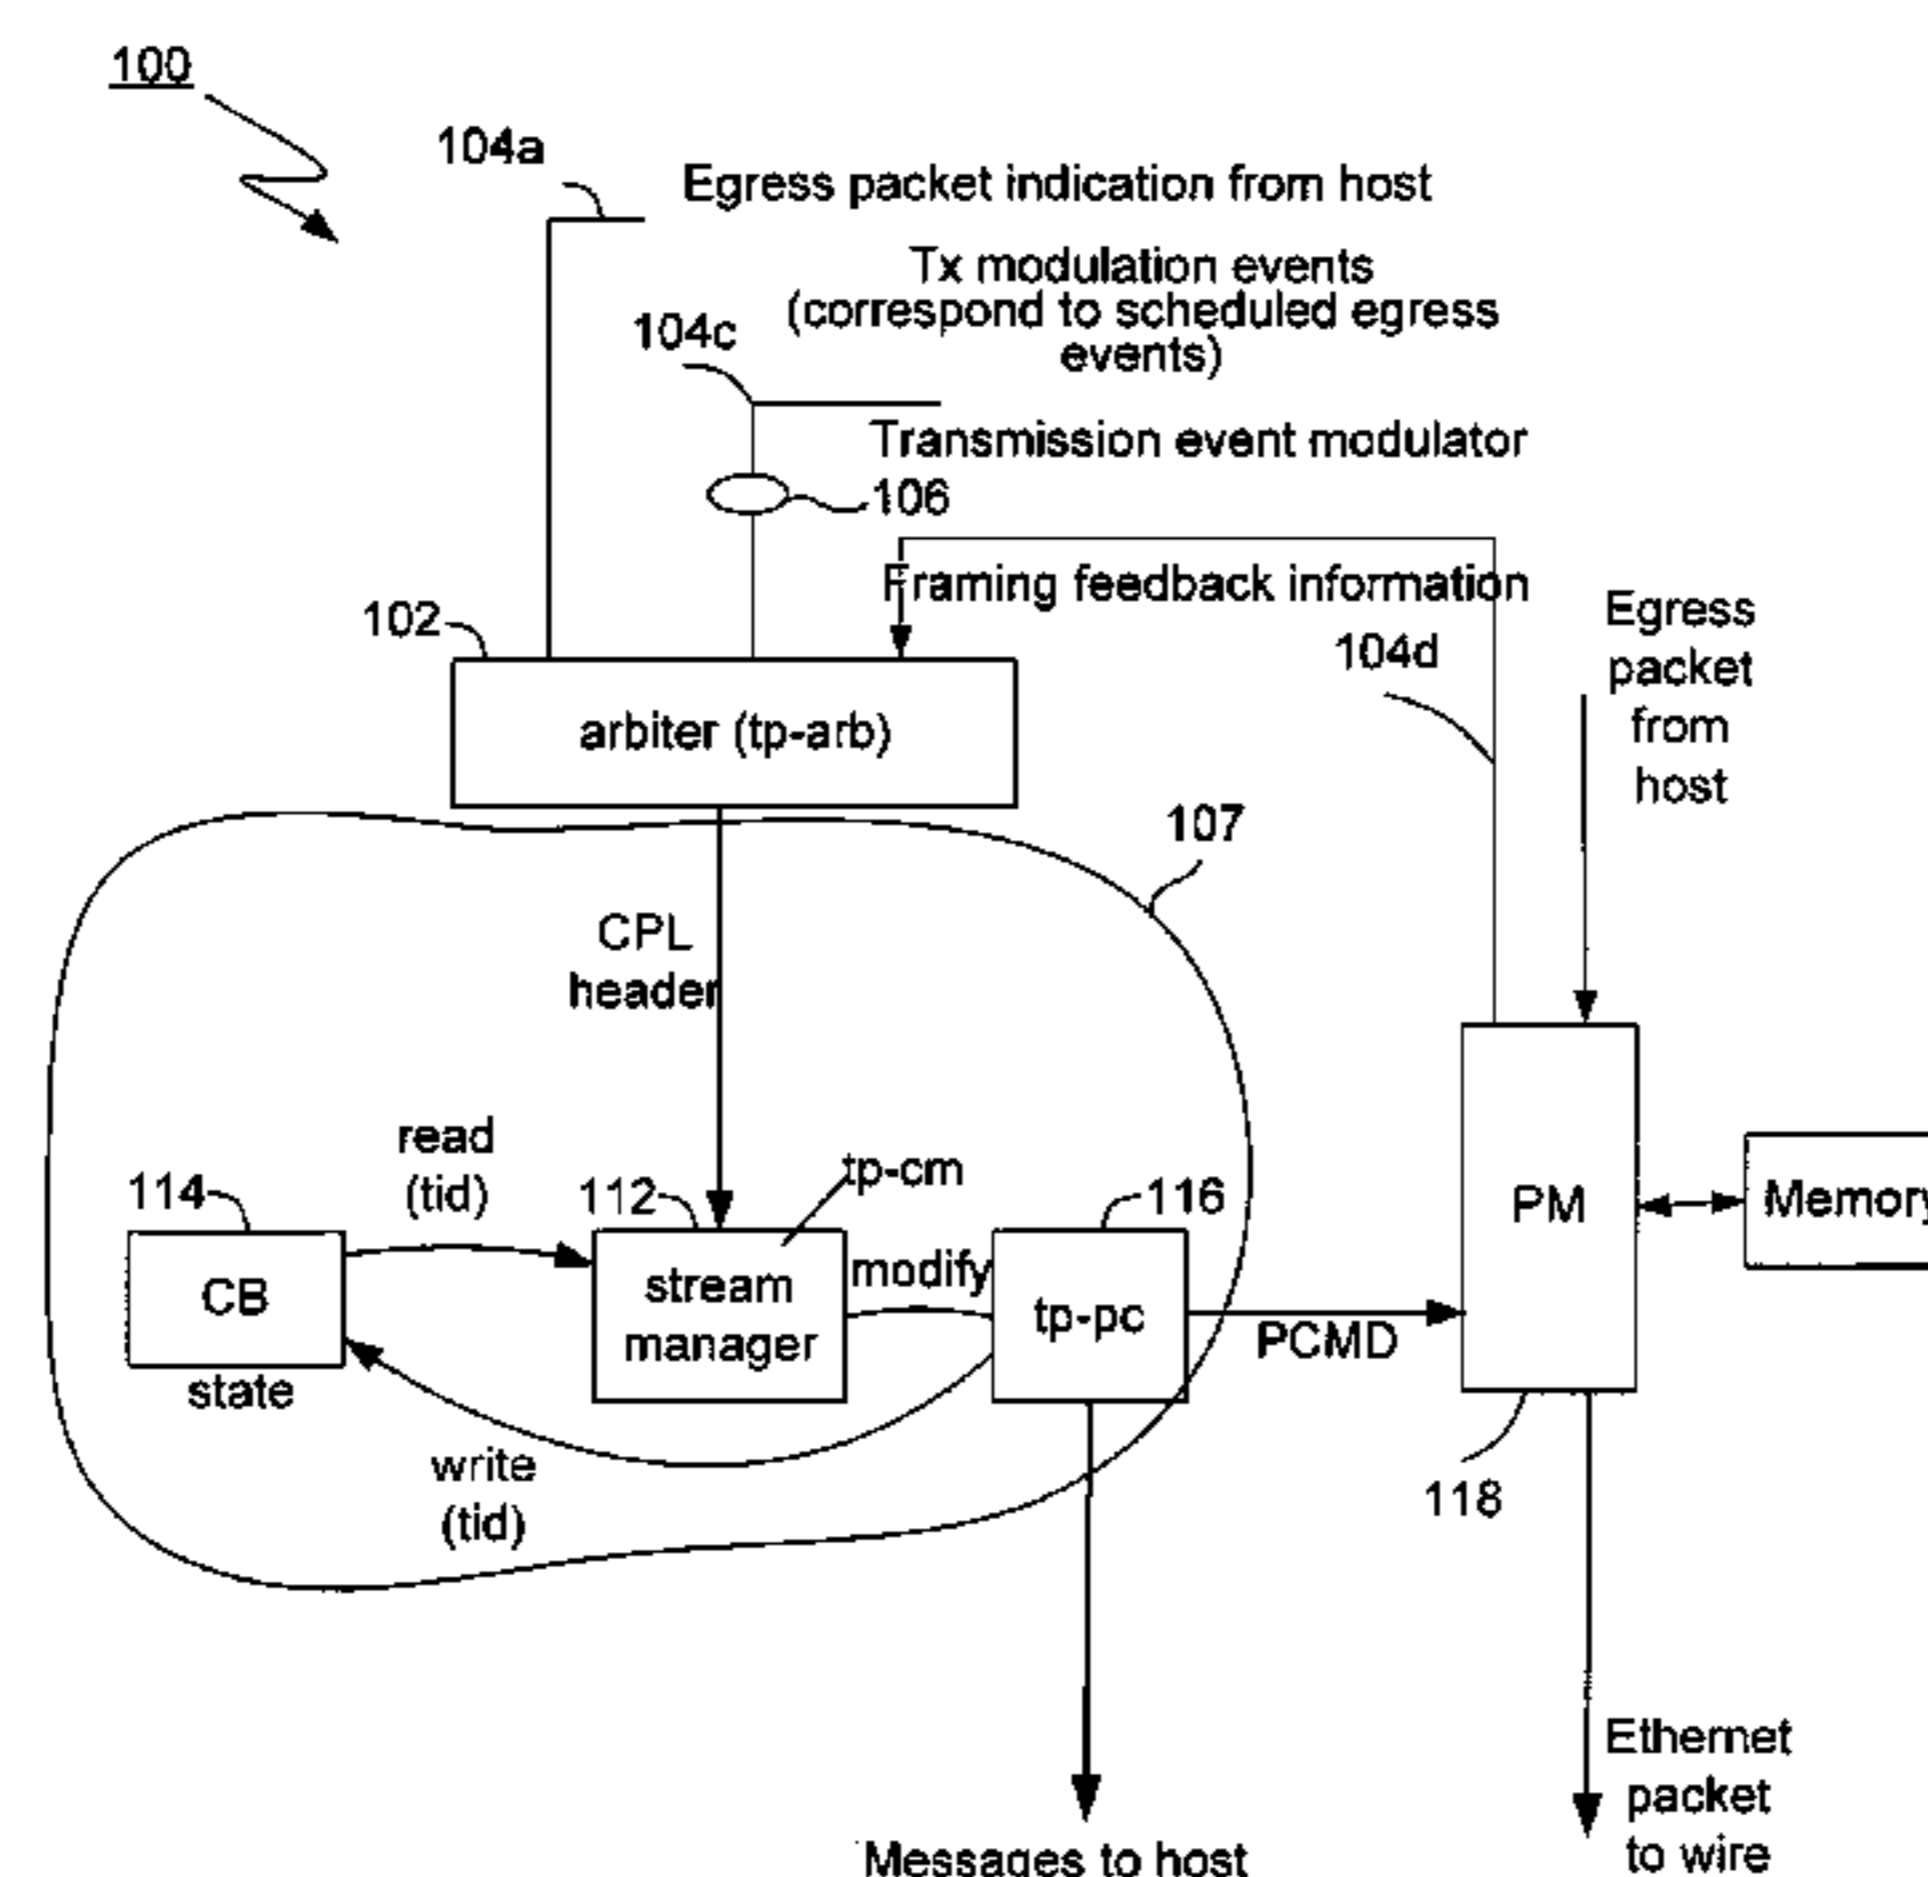 100
104a
Egress packet indication from host
Tx modulation events
(correspond to scheduled egress
events)
104c
Transmission event modulator
106
Framing feedback information
102
104d
Egress
packet
from
host
arbiter (tp-arb)
107
CPL
header
read
(tid)
tp-cm
114
112
116
PM
Memory
CB
stream
manager
modify
tp-pc
PCMD
state
write
(tid)
118
Ethernet
packet
to wire
Messages to host